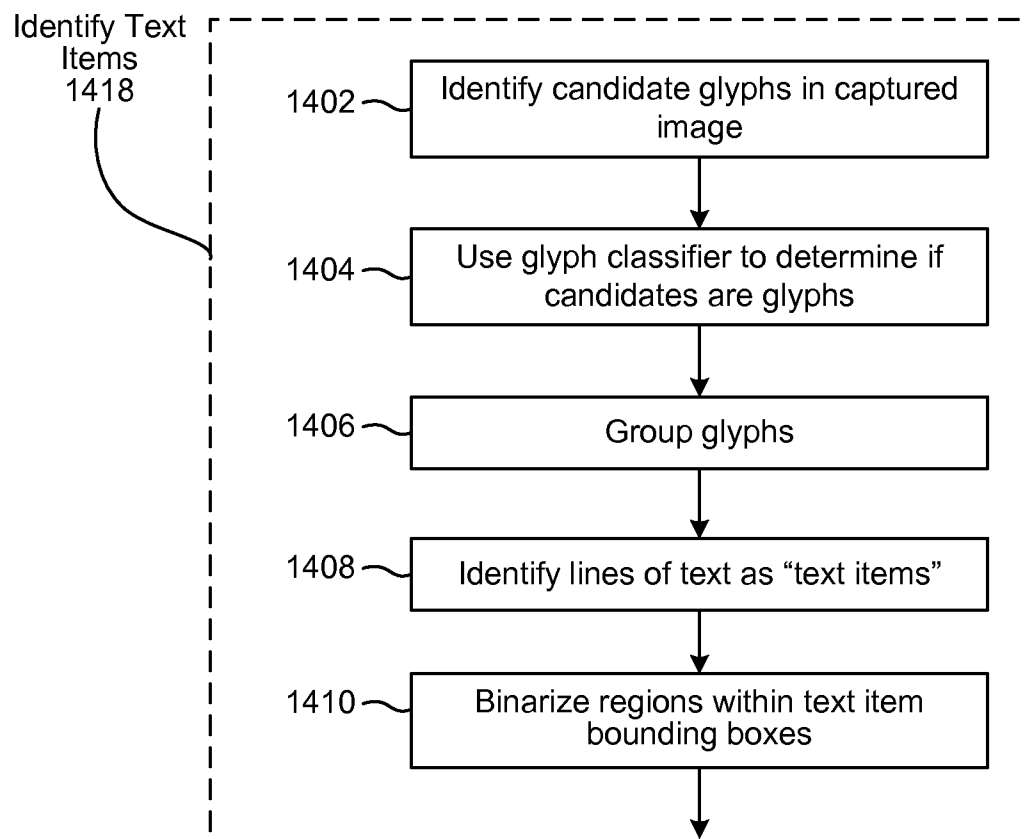 Identify Text
Items
1418
1402
Identify candidate glyphs in captured
image
1404
Use glyph classifier to determine if
candidates are glyphs
1406
Group glyphs
1408
Identify lines of text as “text items”
1410
Binarize regions within text item
bounding boxes